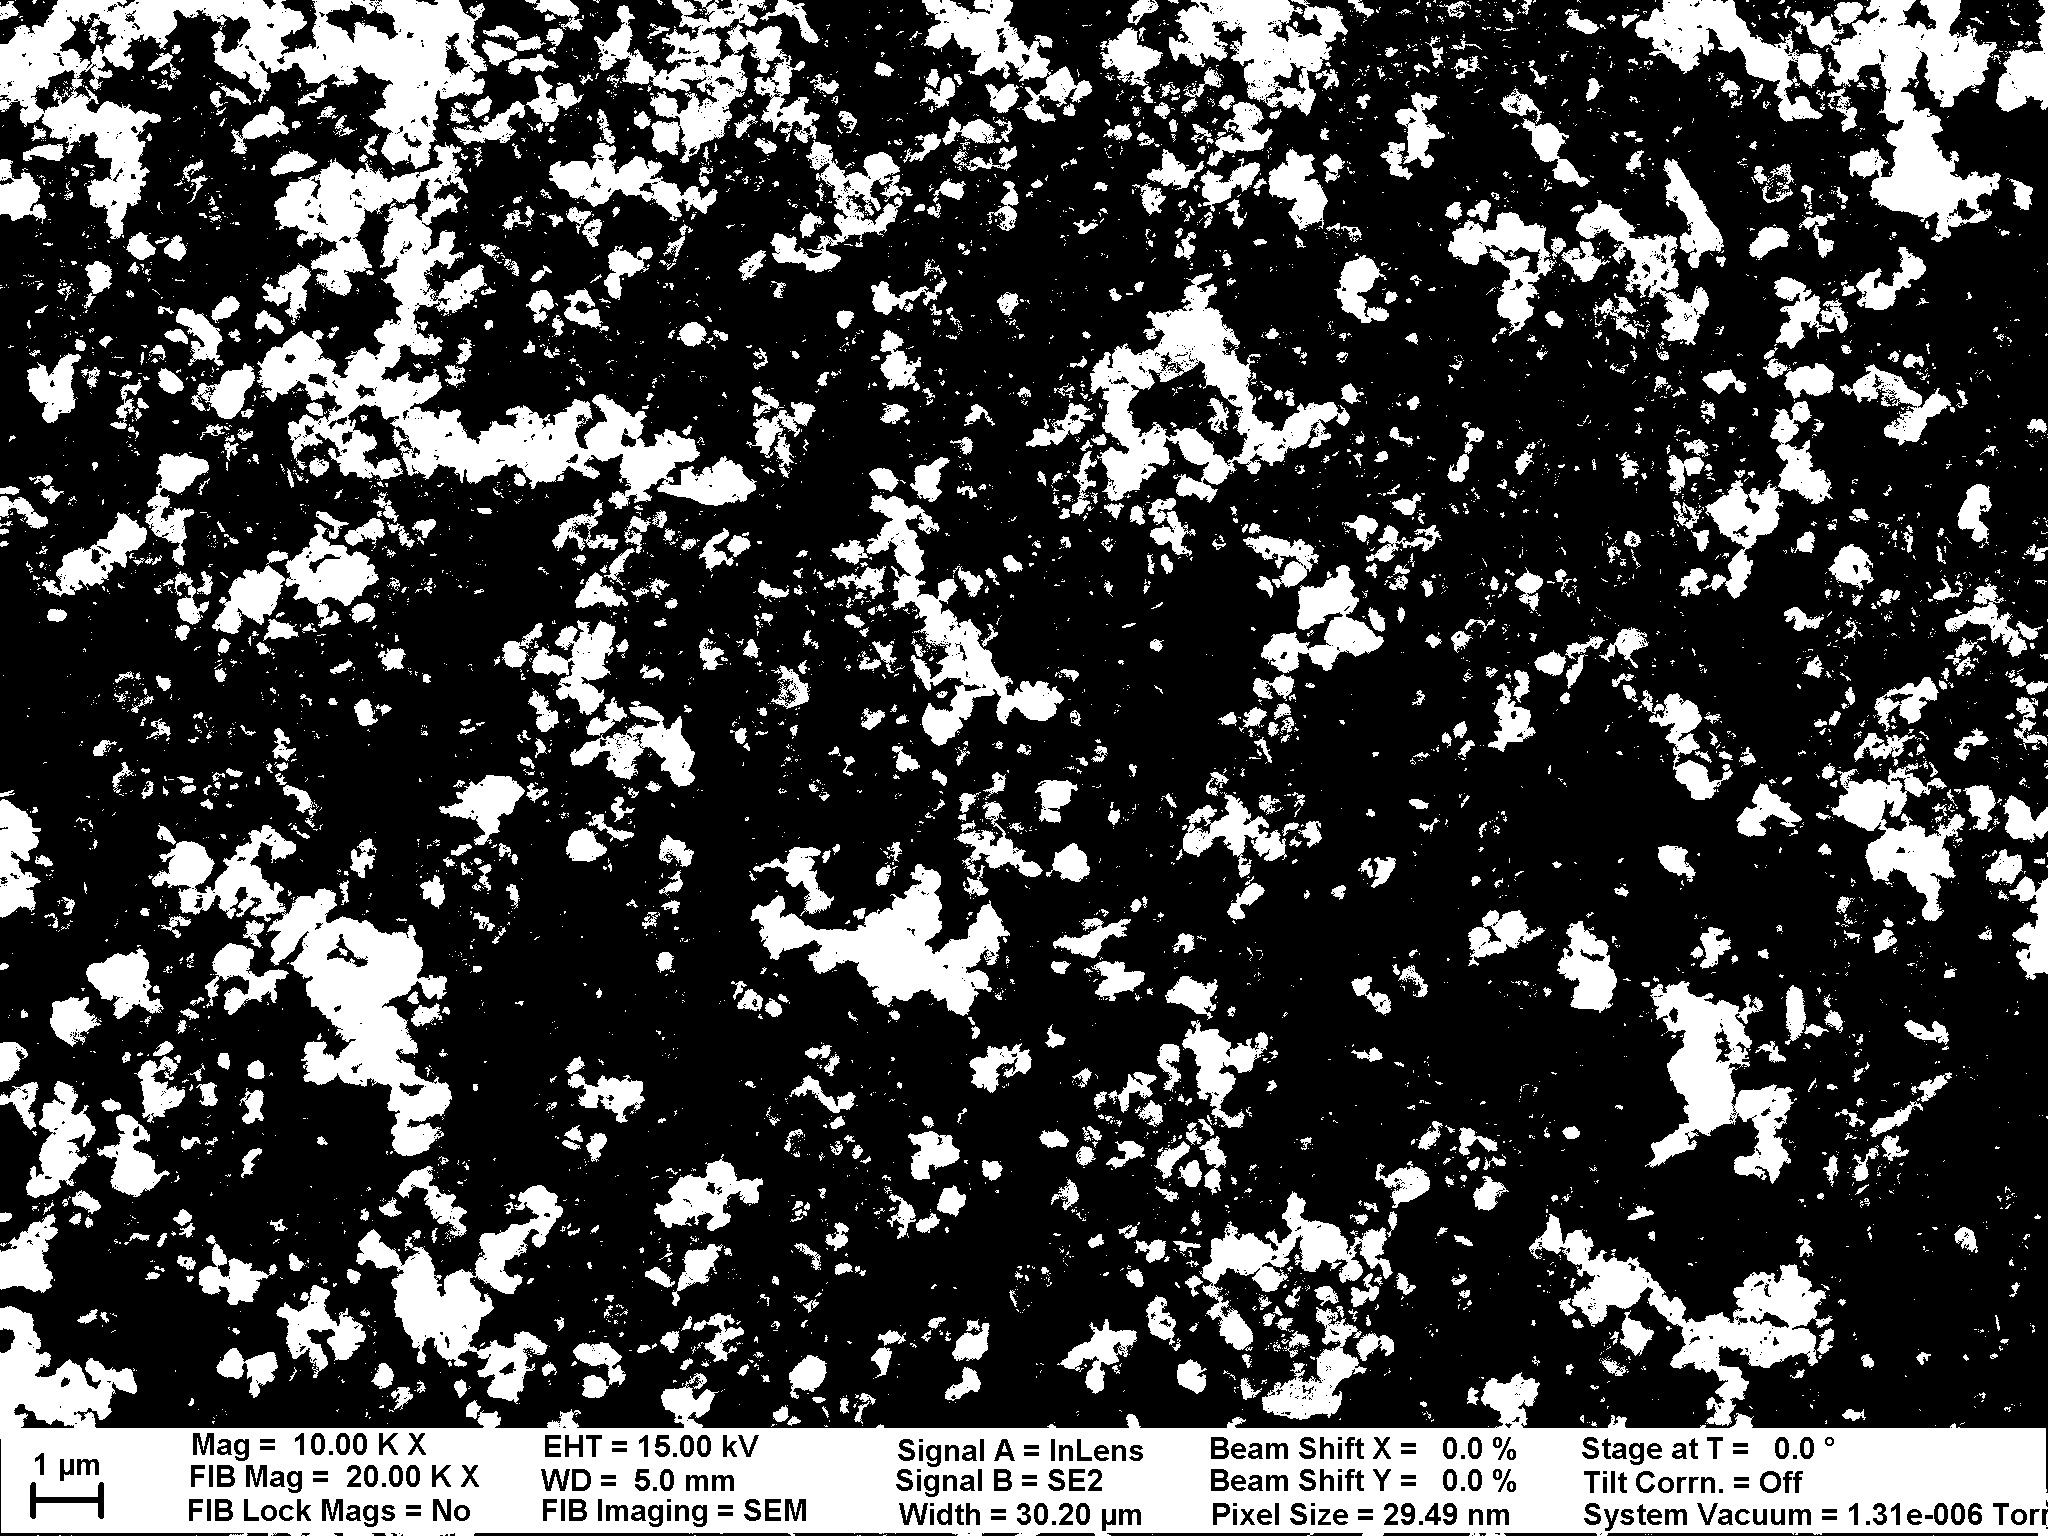 1 µm
Mag = 10.00 K X
FIB Mag = 20.00 K X
FIB Lock Mags = No
EHT = 15.00 kV
WD = 5.0 mm
FIB Imaging = SEM
Signal A = InLens
Signal B = SE2
Width = 30.20 µm
Beam Shift X = 0.0 %
Beam Shift Y = 0.0 %
Pixel Size = 29.49 nm
Stage at T = 0.0 °
Tilt Corrn. = Off
System Vacuum = 1.31e-006 Torr